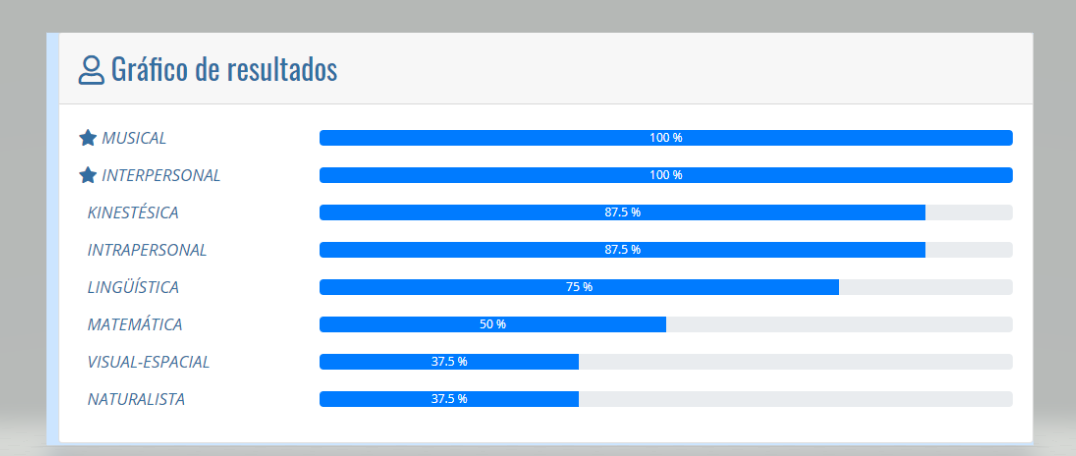 Gráfico de resultados
MUSICAL 100 %
INTERPERSONAL 100 %
KINESTÉSICA 87.5 %
INTRAPERSONAL 87.5 %
LINGÜÍSTICA 75 %
MATEMÁTICA 50 %
VISUAL-ESPACIAL 37.5 %
NATURALISTA 37.5 %